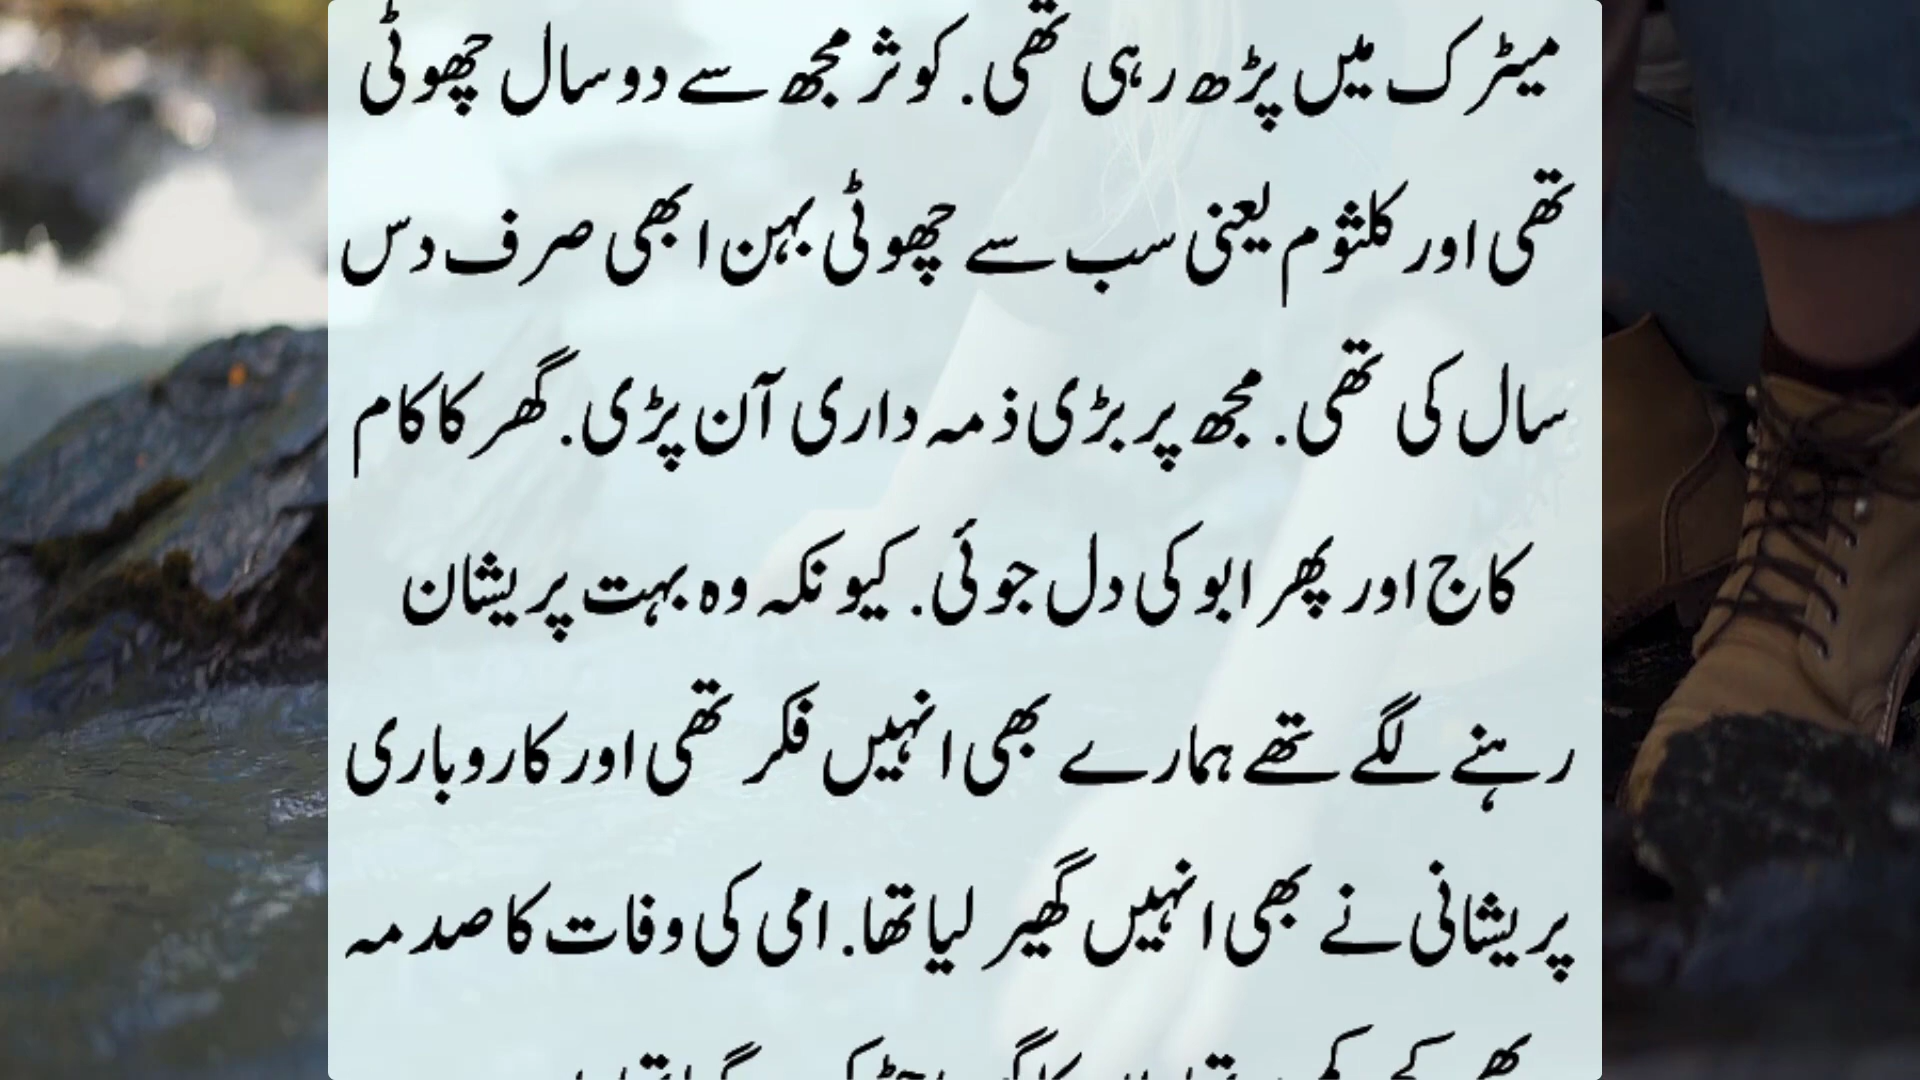 میٹرک میں پڑھ رہی تھی. کوثر مجھ سے دو سال چھوٹی
تھی اور کلثوم یعنی سب سے چھوٹی بہن ابھی صرف دس
سال کی تھی. مجھ پر بڑی ذمہ داری آن پڑی. گھر کا کام
کاج اور پھر ابو کی دل جوئی. کیونکہ وہ بہت پریشان
رہنے لگے تھے ہمارے بھی انہیں فکر تھی اور کاروباری
پریشانی نے بھی انہیں گھیر لیا تھا. امی کی وفات کا صدمہ